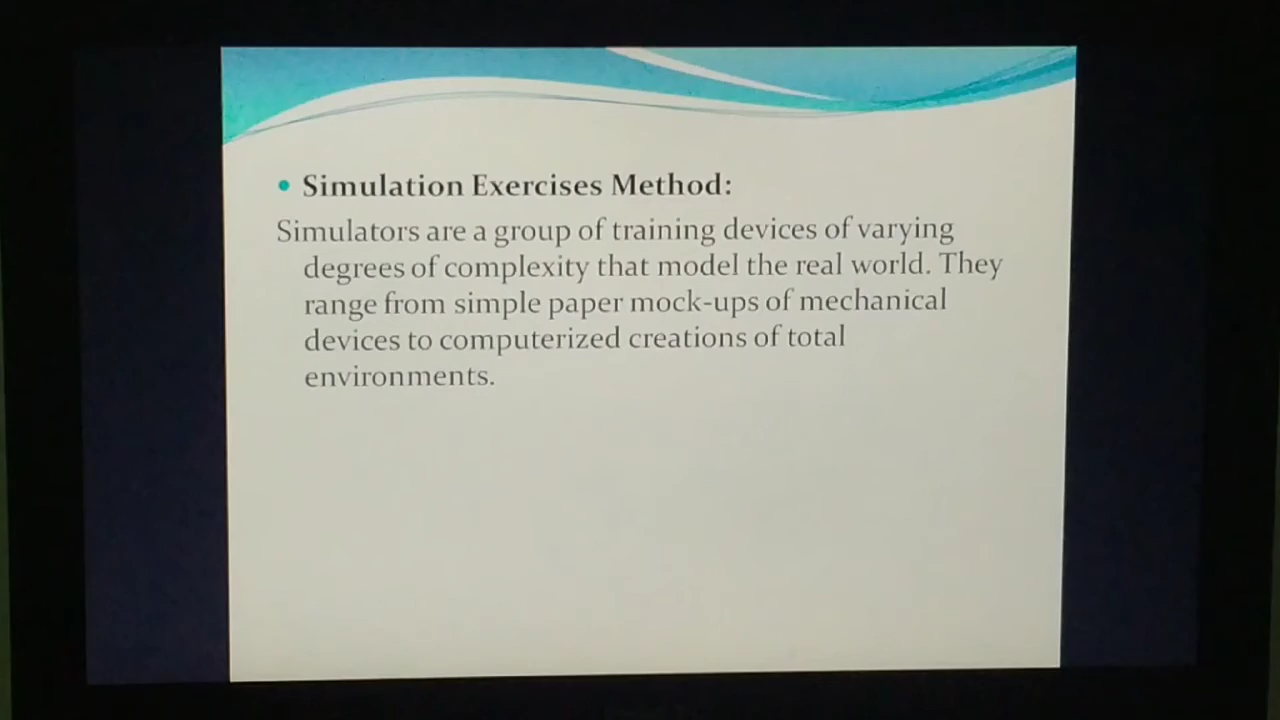 • Simulation Exercises Method:
Simulators are a group of training devices of varying
degrees of complexity that model the real world. They
range from simple paper mock-ups of mechanical
devices to computerized creations of total
environments.